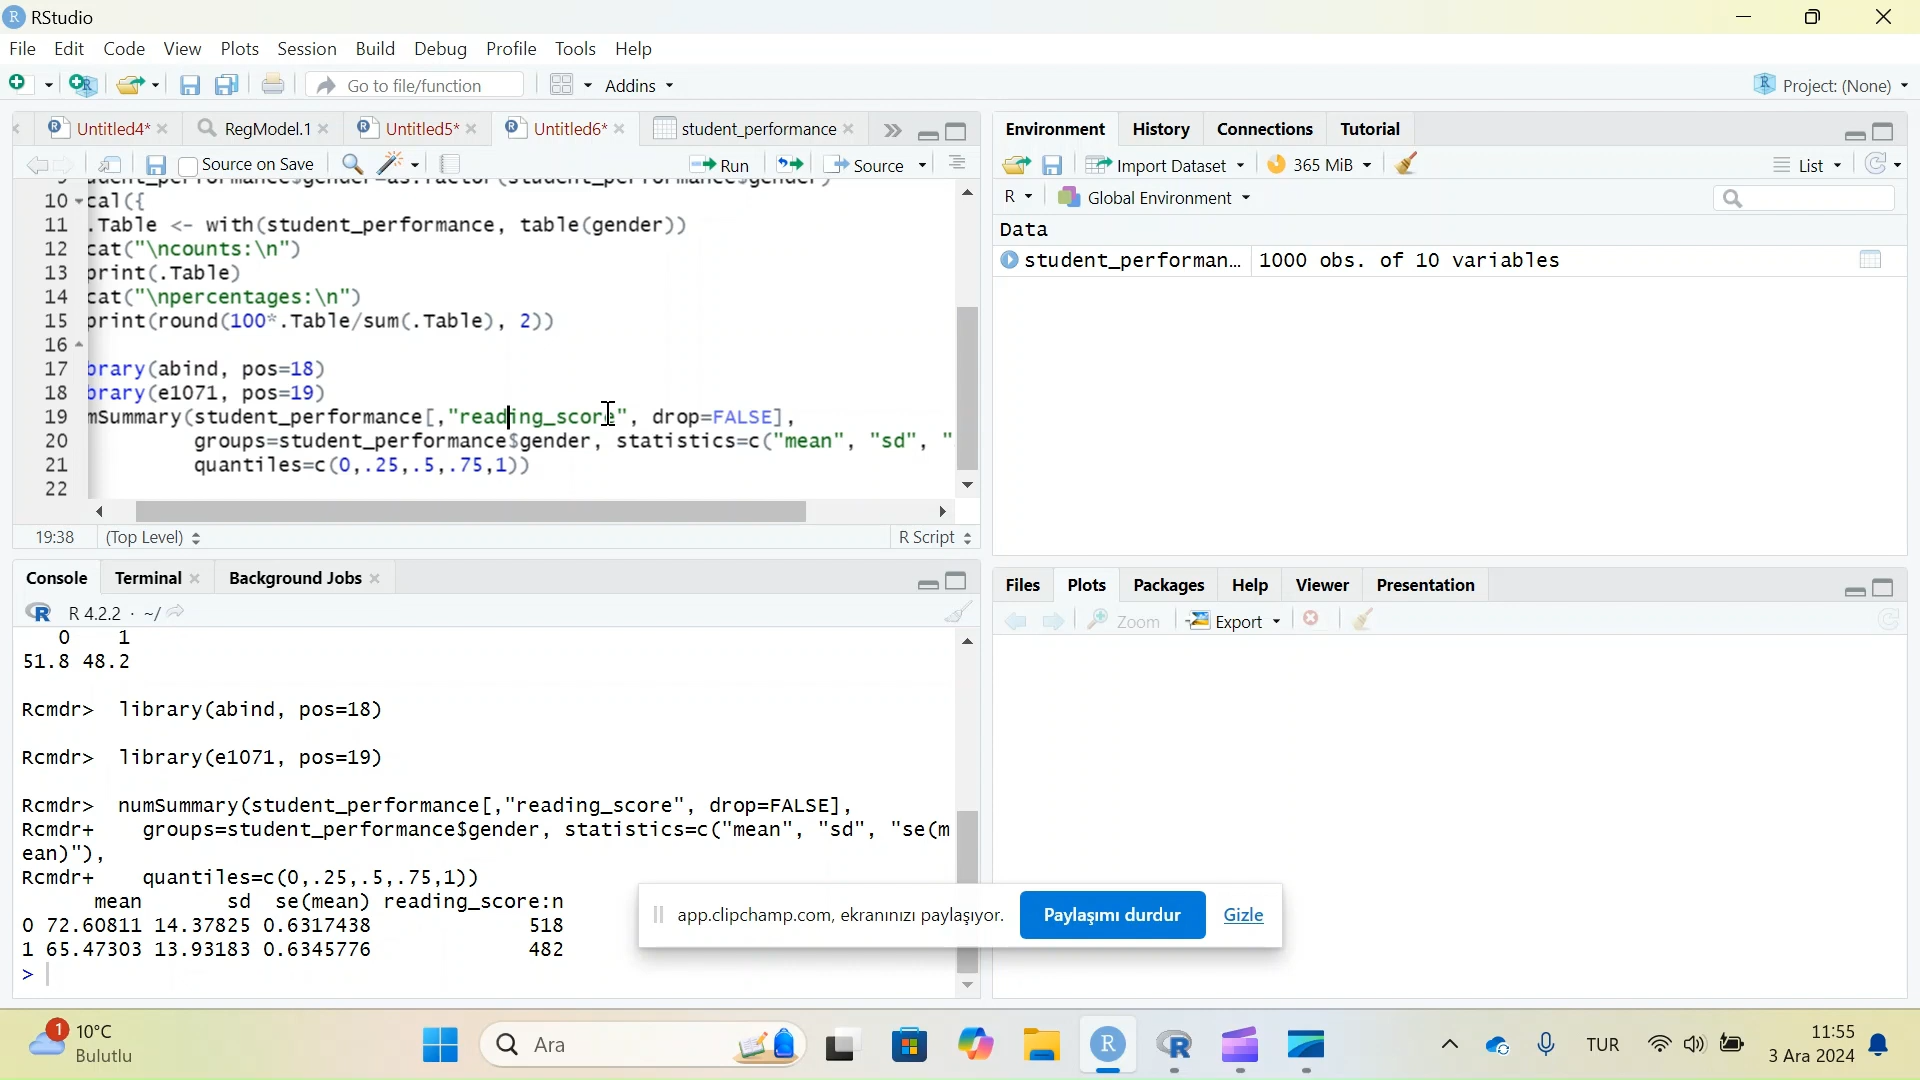 RStudio
File Edit Code View Plots Session Build Debug Profile Tools Help
Go to file/function Addins Project: (None)
Untitled4* RegModel.1 Untitled5* Untitled6* student_performance
Source on Save Run Source
10 cal({
11 .Table <- with(student_performance, table(gender))
12 cat("\ncounts:\n")
13 print(.Table)
14 cat("\npercentages:\n")
15 print(round(100*.Table/sum(.Table), 2))
16
17 brary(abind, pos=18)
18 brary(e1071, pos=19)
19 mSummary(student_performance[,"reading_score", drop=FALSE],
20 groups=student_performance$gender, statistics=c("mean", "sd", "
21 quantiles=c(0,.25,.5,.75,1))
22
19:38 (Top Level) R Script
Console Terminal Background Jobs
R 4.2.2 · ~/
0 1
51.8 48.2
Rcmdr> library(abind, pos=18)
Rcmdr> library(e1071, pos=19)
Rcmdr> numSummary(student_performance[,"reading_score", drop=FALSE],
Rcmdr+ groups=student_performance$gender, statistics=c("mean", "sd", "se(m
ean)"),
Rcmdr+ quantiles=c(0,.25,.5,.75,1))
mean sd se(mean) reading_score:n
0 72.60811 14.37825 0.6317438 518
1 65.47303 13.93183 0.6345776 482
>
Environment History Connections Tutorial
Import Dataset 365 MiB List
R Global Environment
Data
student_performan... 1000 obs. of 10 variables
Files Plots Packages Help Viewer Presentation
Zoom Export
app.clipchamp.com, ekranınızı paylaşıyor. Paylaşımı durdur Gizle
1 10°C
Bulutlu
Ara
TUR
11:55
3 Ara 2024